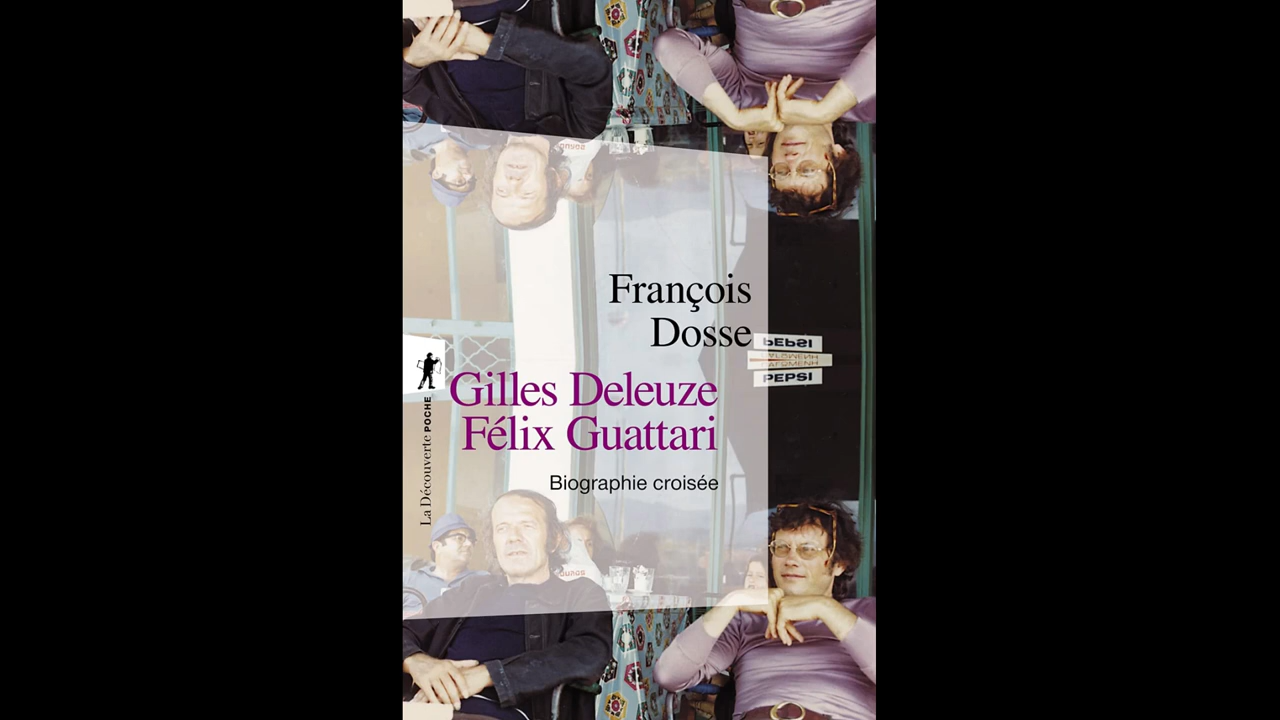 François
Dosse
PEPSI
PEPSI
Gilles Deleuze
Félix Guattari
Biographie croisée
La Découverte POCHE